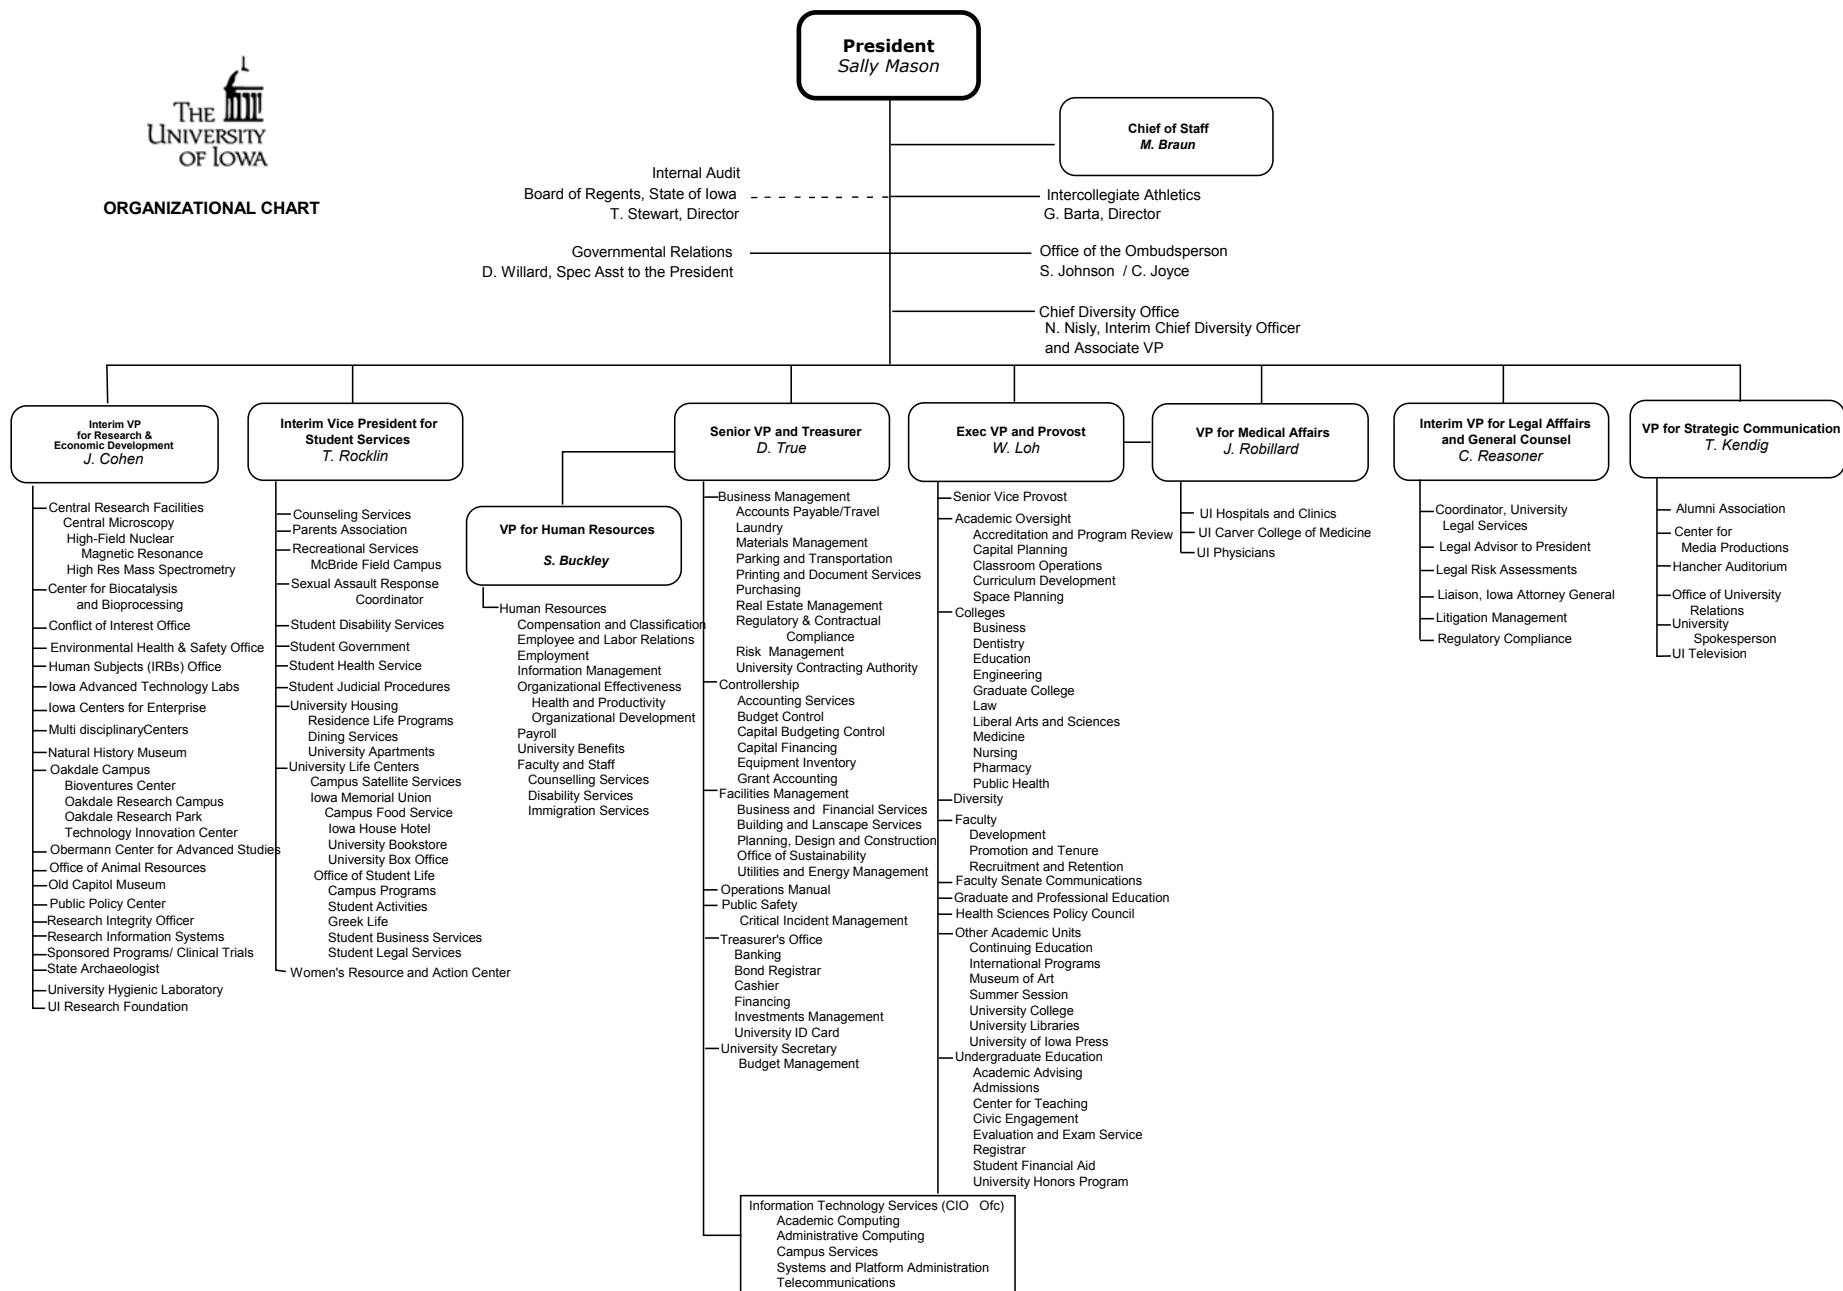 President
Sally Mason
THE
UNIVERSITY
OF IOWA
ORGANIZATIONAL CHART
Chief of Staff
M. Braun
Internal Audit
Board of Regents, State of Iowa
T. Stewart, Director
Intercollegiate Athletics
G. Barta, Director
Governmental Relations
D. Willard, Spec Asst to the President
Office of the Ombudsperson
S. Johnson / C. Joyce
Chief Diversity Office
N. Nisly, Interim Chief Diversity Officer
and Associate VP
Interim VP
for Research &
Economic Development
J. Cohen
Central Research Facilities
Central Microscopy
High-Field Nuclear
Magnetic Resonance
High Res Mass Spectrometry
Center for Biocatalysis
and Bioprocessing
Conflict of Interest Office
Environmental Health & Safety Office
Human Subjects (IRBs) Office
Iowa Advanced Technology Labs
Iowa Centers for Enterprise
Multi disciplinaryCenters
Natural History Museum
Oakdale Campus
Bioventures Center
Oakdale Research Campus
Oakdale Research Park
Technology Innovation Center
Obermann Center for Advanced Studies
Office of Animal Resources
Old Capitol Museum
Public Policy Center
Research Integrity Officer
Research Information Systems
Sponsored Programs/ Clinical Trials
State Archaeologist
University Hygienic Laboratory
UI Research Foundation
Interim Vice President for
Student Services
T. Rocklin
Counseling Services
Parents Association
Recreational Services
McBride Field Campus
Sexual Assault Response
Coordinator
Student Disability Services
Student Government
Student Health Service
Student Judicial Procedures
University Housing
Residence Life Programs
Dining Services
University Apartments
University Life Centers
Campus Satellite Services
Iowa Memorial Union
Campus Food Service
Iowa House Hotel
University Bookstore
University Box Office
Office of Student Life
Campus Programs
Student Activities
Greek Life
Student Business Services
Student Legal Services
Women's Resource and Action Center
VP for Human Resources
S. Buckley
Human Resources
Compensation and Classification
Employee and Labor Relations
Employment
Information Management
Organizational Effectiveness
Health and Productivity
Organizational Development
Payroll
University Benefits
Faculty and Staff
Counselling Services
Disability Services
Immigration Services
Senior VP and Treasurer
D. True
Business Management
Accounts Payable/Travel
Laundry
Materials Management
Parking and Transportation
Printing and Document Services
Purchasing
Real Estate Management
Regulatory & Contractual
Compliance
Risk Management
University Contracting Authority
Controllership
Accounting Services
Budget Control
Capital Budgeting Control
Capital Financing
Equipment Inventory
Grant Accounting
Facilities Management
Business and Financial Services
Building and Lanscape Services
Planning, Design and Construction
Office of Sustainability
Utilities and Energy Management
Operations Manual
Public Safety
Critical Incident Management
Treasurer's Office
Banking
Bond Registrar
Cashier
Financing
Investments Management
University ID Card
University Secretary
Budget Management
Exec VP and Provost
W. Loh
Senior Vice Provost
Academic Oversight
Accreditation and Program Review
Capital Planning
Classroom Operations
Curriculum Development
Space Planning
Colleges
Business
Dentistry
Education
Engineering
Graduate College
Law
Liberal Arts and Sciences
Medicine
Nursing
Pharmacy
Public Health
Diversity
Faculty
Development
Promotion and Tenure
Recruitment and Retention
Faculty Senate Communications
Graduate and Professional Education
Health Sciences Policy Council
Other Academic Units
Continuing Education
International Programs
Museum of Art
Summer Session
University College
University Libraries
University of Iowa Press
Undergraduate Education
Academic Advising
Admissions
Center for Teaching
Civic Engagement
Evaluation and Exam Service
Registrar
Student Financial Aid
University Honors Program
Information Technology Services (CIO Ofc)
Academic Computing
Administrative Computing
Campus Services
Systems and Platform Administration
Telecommunications
VP for Medical Affairs
J. Robillard
UI Hospitals and Clinics
UI Carver College of Medicine
UI Physicians
Interim VP for Legal Afffairs
and General Counsel
C. Reasoner
Coordinator, University
Legal Services
Legal Advisor to President
Legal Risk Assessments
Liaison, Iowa Attorney General
Litigation Management
Regulatory Compliance
VP for Strategic Communication
T. Kendig
Alumni Association
Center for
Media Productions
Hancher Auditorium
Office of University
Relations
University
Spokesperson
UI Television